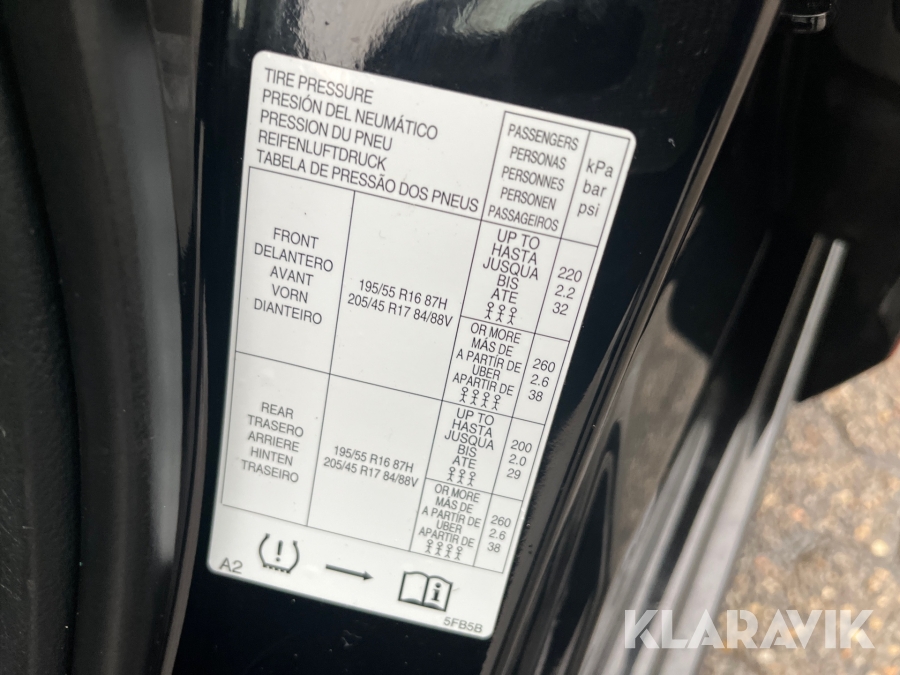 TIRE PRESSURE
PRESIÓN DEL NEUMÁTICO
PRESSION DU PNEU
REIFENLUFTDRUCK
TABELA DE PRESSÃO DOS PNEUS
PASSENGERS
PERSONAS
PERSONNES
PERSONEN
PASSAGEIROS
kPa
bar
psi
FRONT
DELANTERO
AVANT
VORN
DIANTEIRO
195/55 R16 87H
205/45 R17 84/88V
UP TO
HASTA
JUSQUA
BIS
ATE
220
2.2
32
OR MORE
MÁS DE
A PARTIR DE
UBER
APARTIR DE
260
2.6
38
REAR
TRASERO
ARRIERE
HINTEN
TRASEIRO
195/55 R16 87H
205/45 R17 84/88V
UP TO
HASTA
JUSQUA
BIS
ATE
200
2.0
29
OR MORE
MÁS DE
A PARTIR DE
UBER
APARTIR DE
260
2.6
38
A2
5FB5B
KLARAVIK